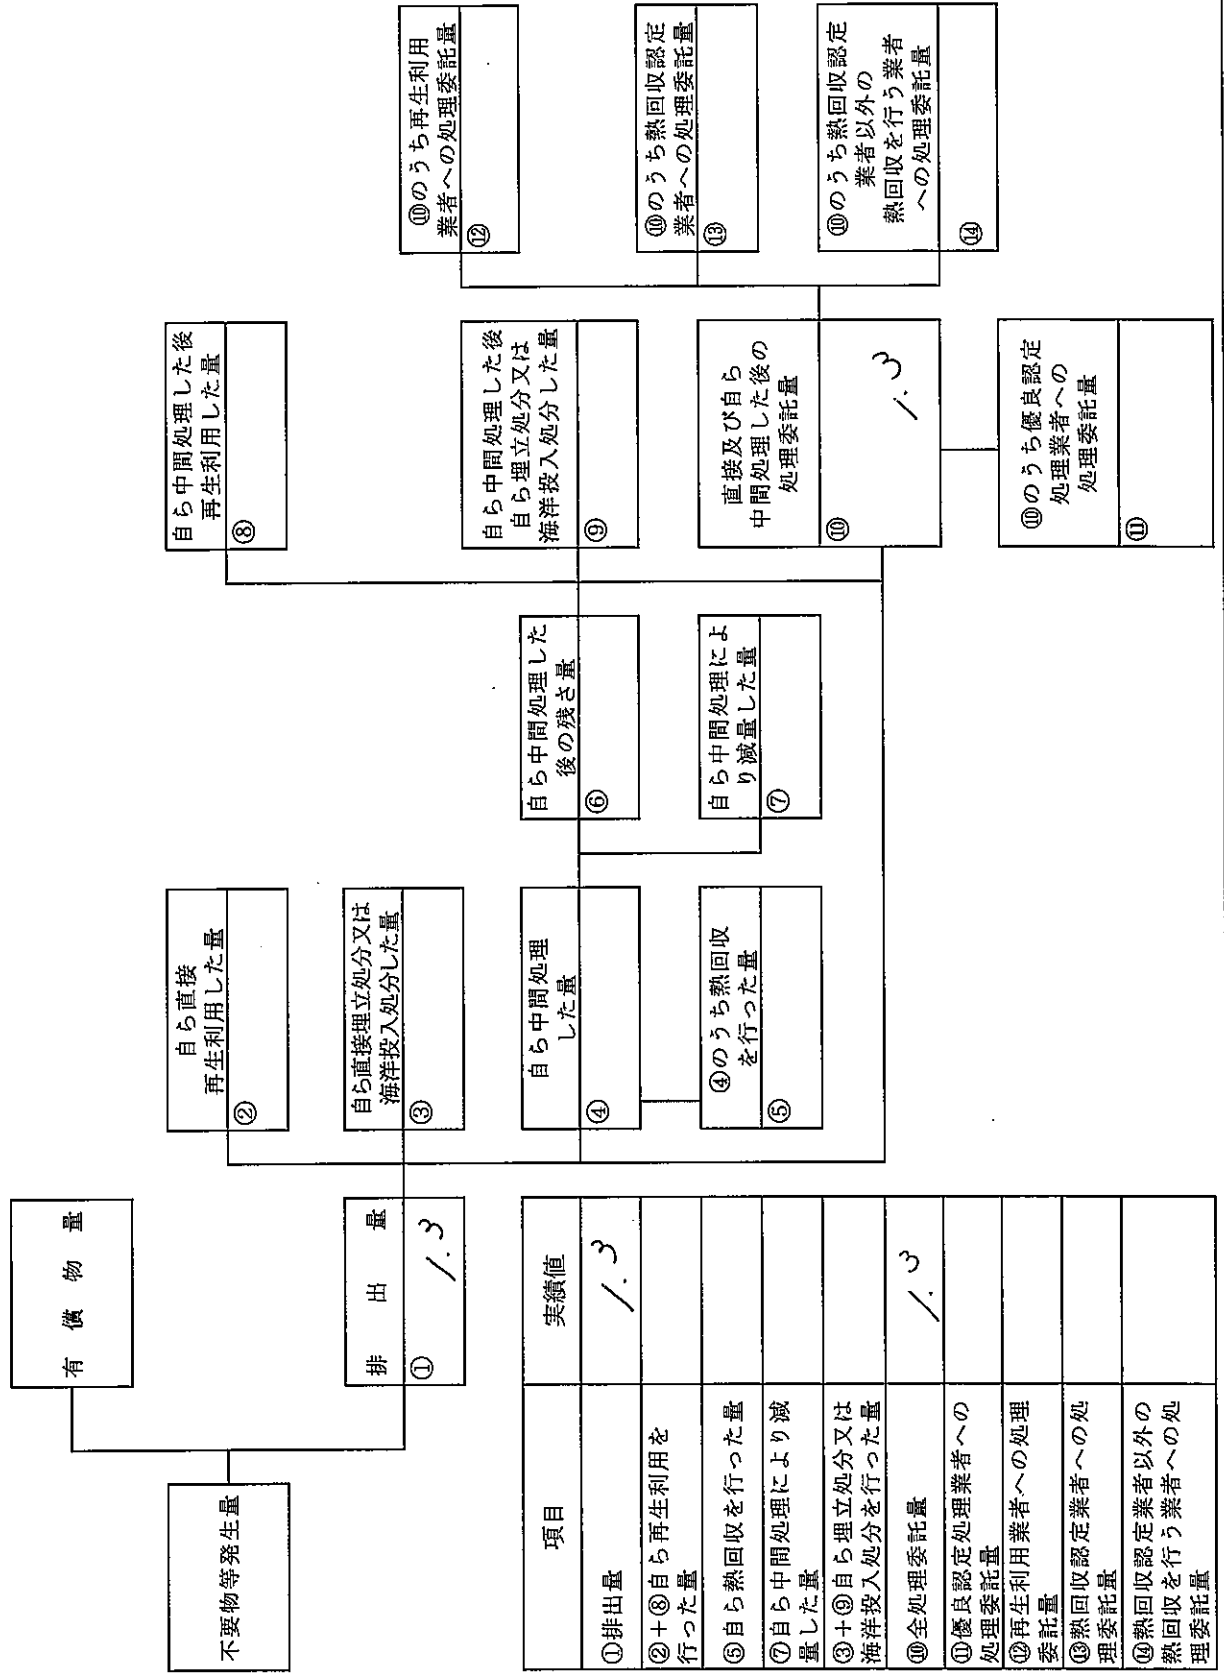 有償物量
不要物等発生量
排出量
①
1.3
自ら直接
再生利用した量
②
自ら直接埋立処分又は
海洋投入処分した量
③
自ら中間処理
した量
④
④のうち熱回収
を行った量
⑤
自ら中間処理した
後の残さ量
⑥
自ら中間処理によ
り減量した量
⑦
自ら中間処理した後
再生利用した量
⑧
自ら中間処理した後
自ら埋立処分又は
海洋投入処分した量
⑨
直接及び自ら
中間処理した後の
処理委託量
⑩
1.3
⑩のうち優良認定
処理業者への
処理委託量
⑪
⑩のうち再生利用
業者への処理委託量
⑫
⑩のうち熱回収認定
業者への処理委託量
⑬
⑩のうち熱回収認定
業者以外の
熱回収を行う業者
への処理委託量
⑭
項目
実績値
①排出量
1.3
②+⑧自ら再生利用を
行った量
⑤自ら熱回収を行った量
⑦自ら中間処理により減
量した量
③+⑨自ら埋立処分又は
海洋投入処分を行った量
⑩全処理委託量
1.3
⑪優良認定処理業者への
処理委託量
⑫再生利用業者への処理
委託量
⑬熱回収認定業者への処
理委託量
⑭熱回収認定業者以外の
熱回収を行う業者への処
理委託量